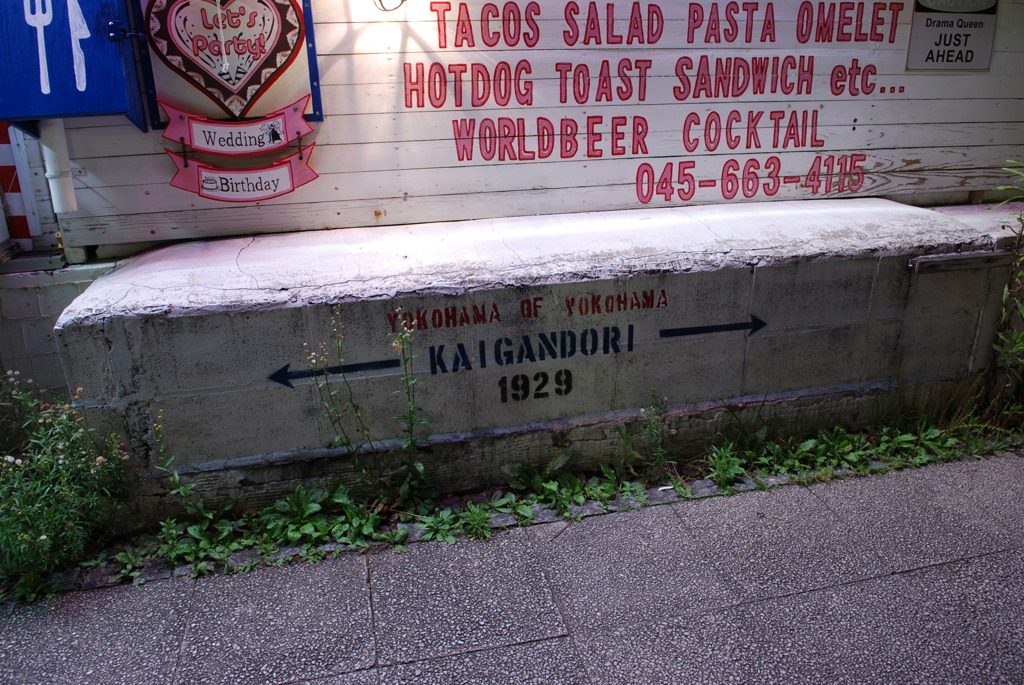 Let's
Party!
Wedding
Birthday
TACOS SALAD PASTA OMELET
HOTDOG TOAST SANDWICH etc...
WORLDBEER COCKTAIL
045-663-4115
CAUTION
Drama Queen
JUST
AHEAD
YOKOHAMA OF YOKOHAMA
KAIGANDORI
1929